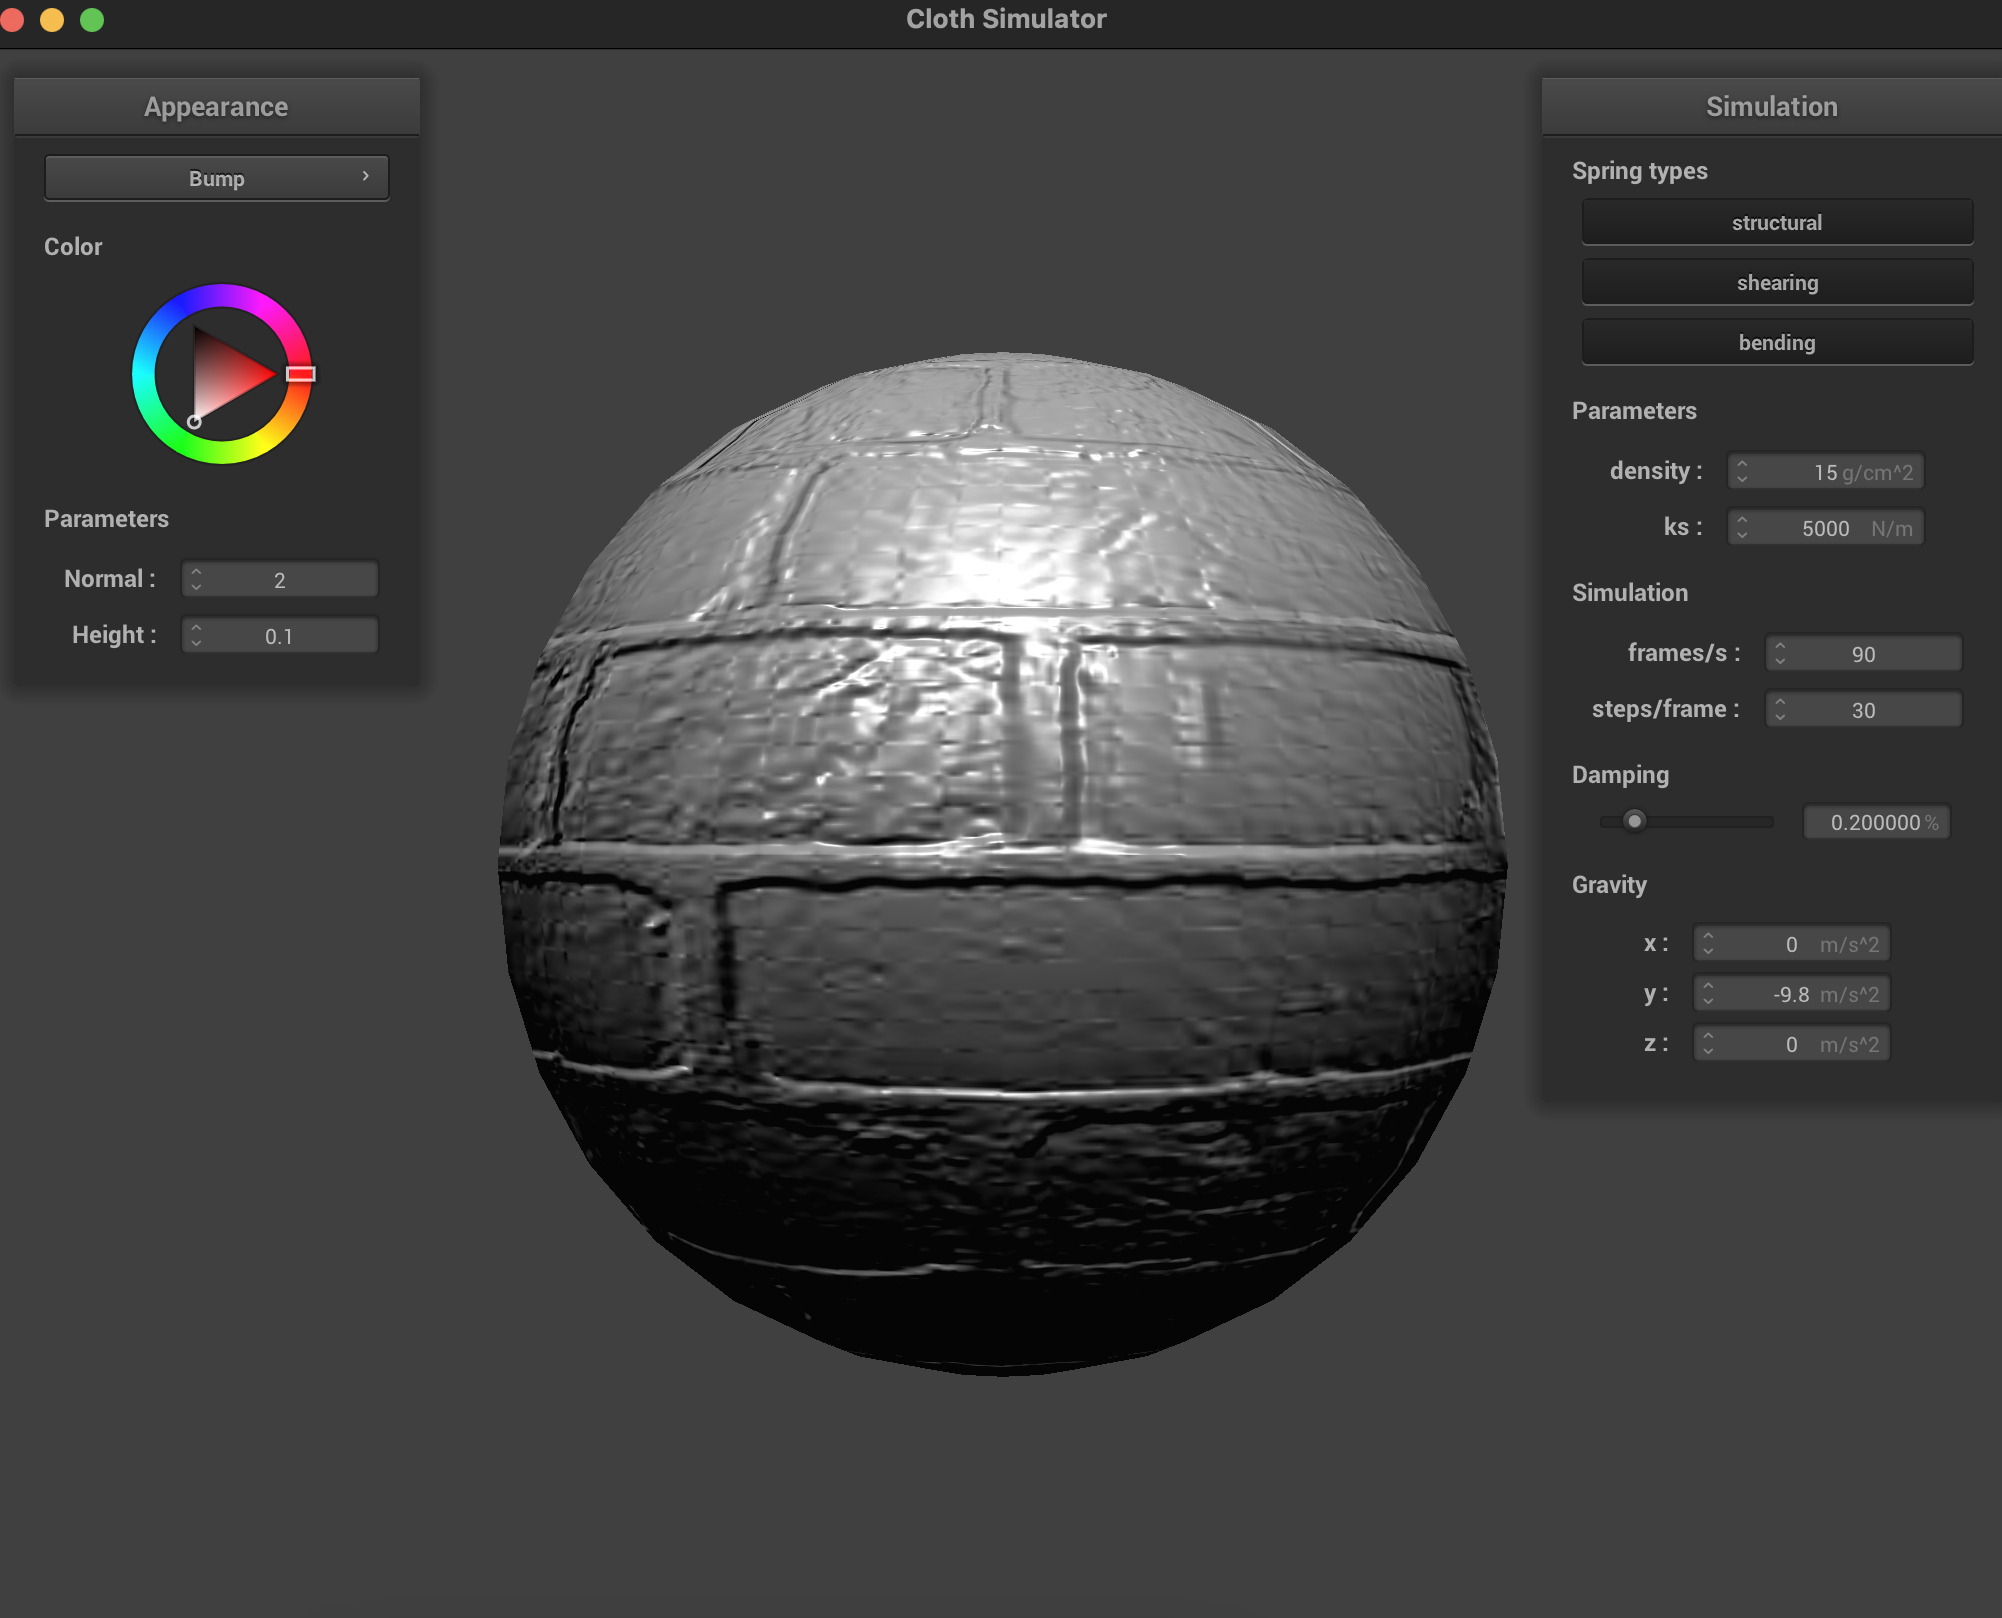 Cloth Simulator
Appearance
Bump
Color
Parameters
Normal : 2
Height : 0.1
Simulation
Spring types
structural
shearing
bending
Parameters
density : 15 g/cm^2
ks : 5000 N/m
Simulation
frames/s : 90
steps/frame : 30
Damping
0.200000 %
Gravity
x : 0 m/s^2
y : -9.8 m/s^2
z : 0 m/s^2